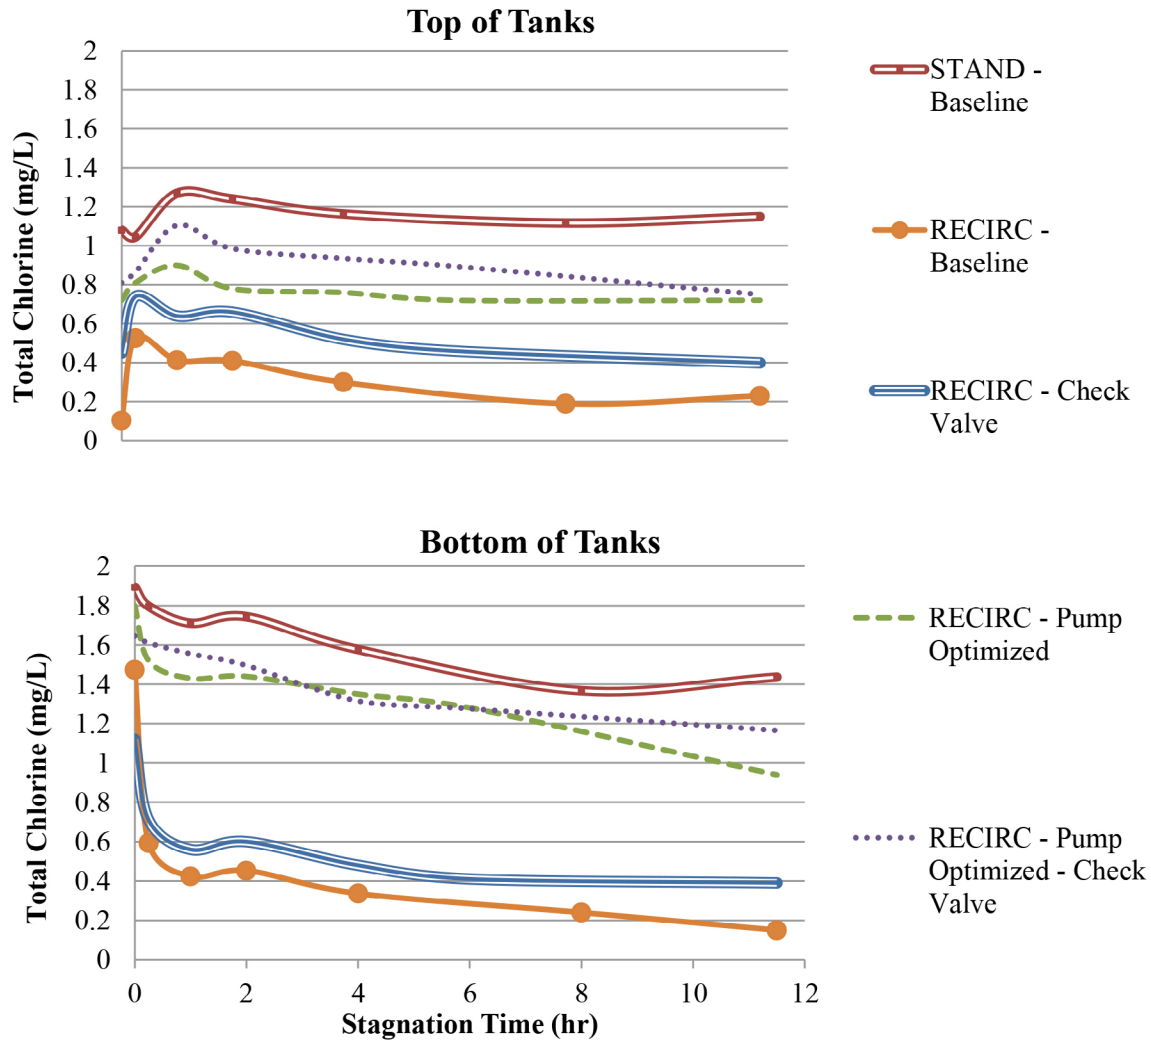 Top of Tanks
Total Chlorine (mg/L)
2
1.8
1.6
1.4
1.2
1
0.8
0.6
0.4
0.2
0
STAND -
Baseline
RECIRC -
Baseline
RECIRC - Check
Valve
Bottom of Tanks
Total Chlorine (mg/L)
2
1.8
1.6
1.4
1.2
1
0.8
0.6
0.4
0.2
0
0 2 4 6 8 10 12
Stagnation Time (hr)
RECIRC - Pump
Optimized
RECIRC - Pump
Optimized - Check
Valve